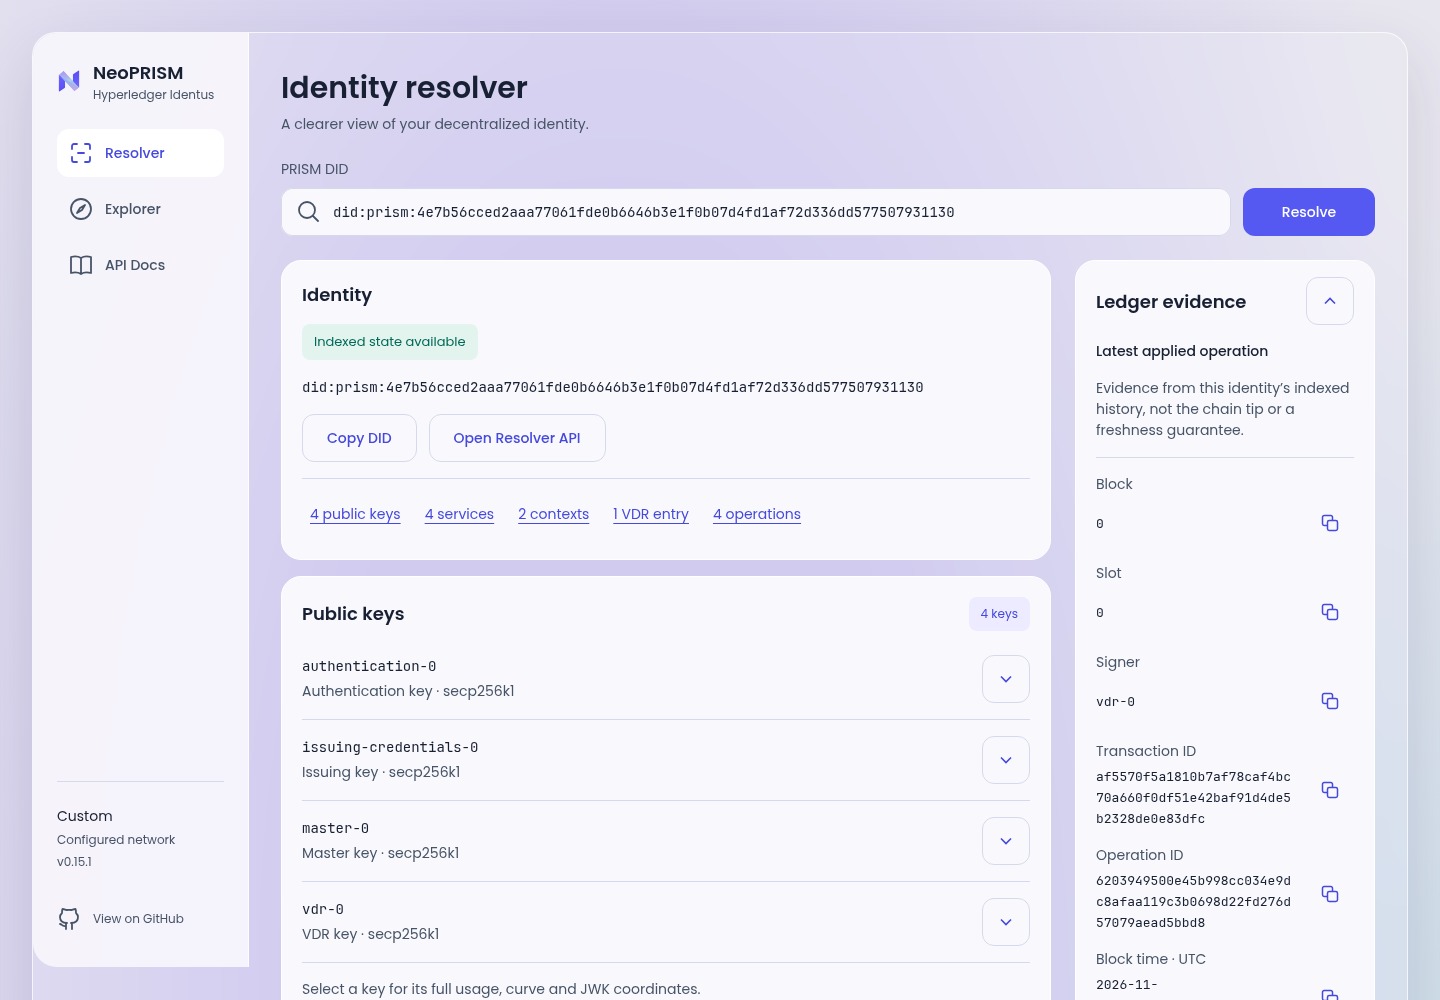 NeoPRISM
Hyperledger Identus
Resolver
Explorer
API Docs
Custom
Configured network
v0.15.1
View on GitHub
Identity resolver
A clearer view of your decentralized identity.
PRISM DID
did:prism:4e7b56cced2aaa77061fde0b6646b3e1f0b07d4fd1af72d336dd577507931130
Resolve
Identity
Indexed state available
did:prism:4e7b56cced2aaa77061fde0b6646b3e1f0b07d4fd1af72d336dd577507931130
Copy DID
Open Resolver API
4 public keys
4 services
2 contexts
1 VDR entry
4 operations
Public keys
4 keys
authentication-0
Authentication key · secp256k1
issuing-credentials-0
Issuing key · secp256k1
master-0
Master key · secp256k1
vdr-0
VDR key · secp256k1
Select a key for its full usage, curve and JWK coordinates.
Ledger evidence
Latest applied operation
Evidence from this identity’s indexed
history, not the chain tip or a
freshness guarantee.
Block
0
Slot
0
Signer
vdr-0
Transaction ID
af5570f5a1810b7af78caf4bc
70a660f0df51e42baf91d4de5
b2328de0e83dfc
Operation ID
6203949500e45b998cc034e9d
c8afaa119c3b0698d22fd276d
57079aead5bbd8
Block time · UTC
2026-11-